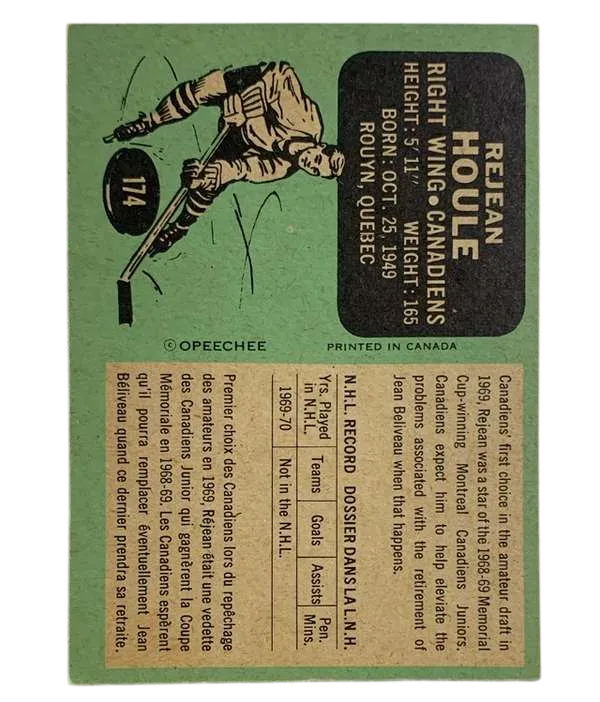 REJEAN
HOULE
RIGHT WING • CANADIENS
HEIGHT: 5'11" WEIGHT: 165
BORN: OCT. 25, 1949
ROUYN, QUEBEC
174
© OPEECHEE
PRINTED IN CANADA
Canadiens' first choice in the amateur draft in
1969, Rejean was a star of the 1968-69 Memorial
Cup-winning Montreal Canadiens Juniors.
Canadiens expect him to help eleviate the
problems associated with the retirement of
Jean Beliveau when that happens.
N.H.L. RECORD DOSSIER DANS LA L.N.H.
Yrs. Played Teams Goals Assists Pen.
in N.H.L. Mins.
1969-70 Not in the N.H.L.
Premier choix des Canadiens lors du repêchage
des amateurs en 1969, Réjean était une vedette
des Canadiens Junior qui gagnèrent la Coupe
Mémoriale en 1968-69. Les Canadiens espèrent
qu'il pourra remplacer éventuellement Jean
Béliveau quand ce dernier prendra sa retraite.